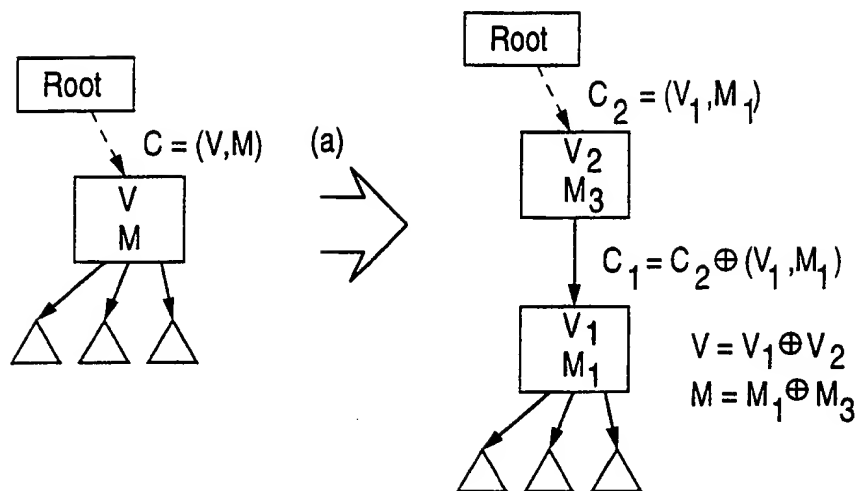 Root
C = (V,M)
V
M
(a)
Root
C₂ = (V₁,M₁)
V₂
M₃
C₁ = C₂ ⊕ (V₁,M₁)
V₁
M₁
V = V₁ ⊕ V₂
M = M₁ ⊕ M₃